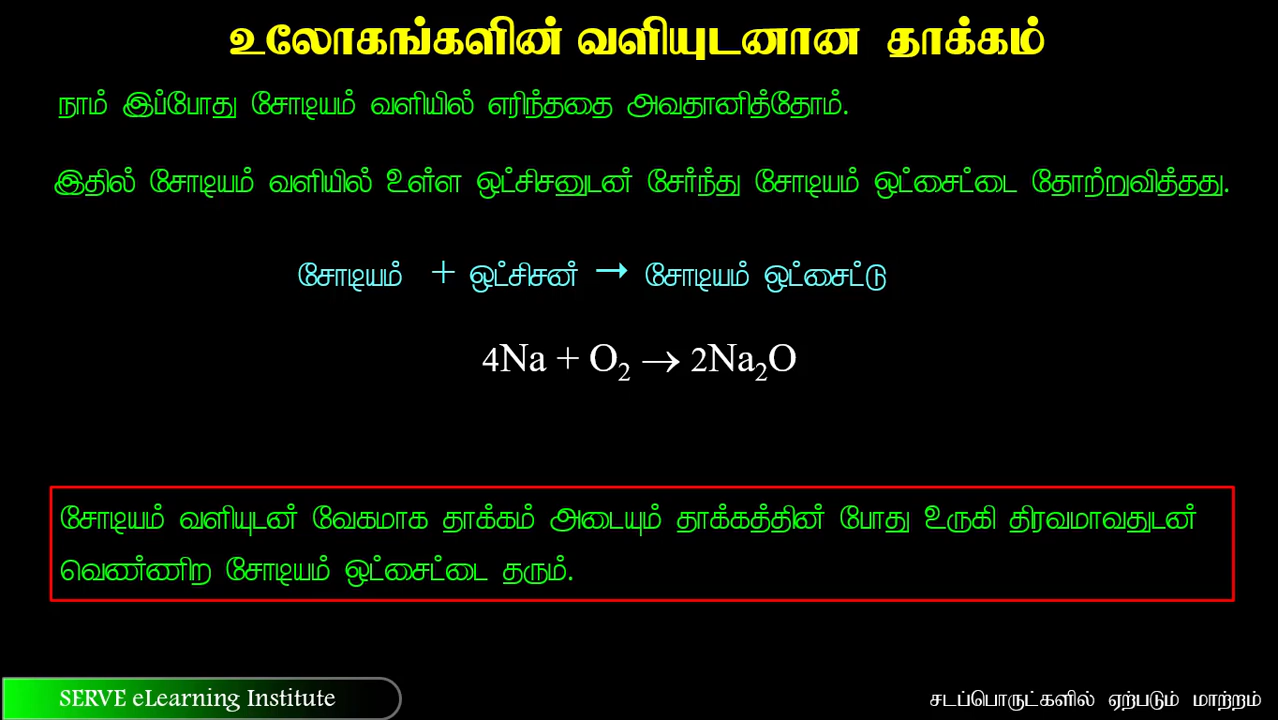 உலோகங்களின் வளியுடனான தாக்கம்
நாம் இப்போது சோடியம் வளியில் எரிந்ததை அவதானித்தோம்.
இதில் சோடியம் வளியில் உள்ள ஒட்சிசனுடன் சேர்ந்து சோடியம் ஒட்சைட்டை தோற்றுவித்தது.
சோடியம் + ஒட்சிசன் → சோடியம் ஒட்சைட்டு
4Na + O₂ → 2Na₂O
சோடியம் வளியுடன் வேகமாக தாக்கம் அடையும் தாக்கத்தின் போது உருகி திரவமாவதுடன்
வெண்ணிற சோடியம் ஒட்சைட்டை தரும்.
SERVE eLearning Institute
சடப்பொருட்களில் ஏற்படும் மாற்றம்